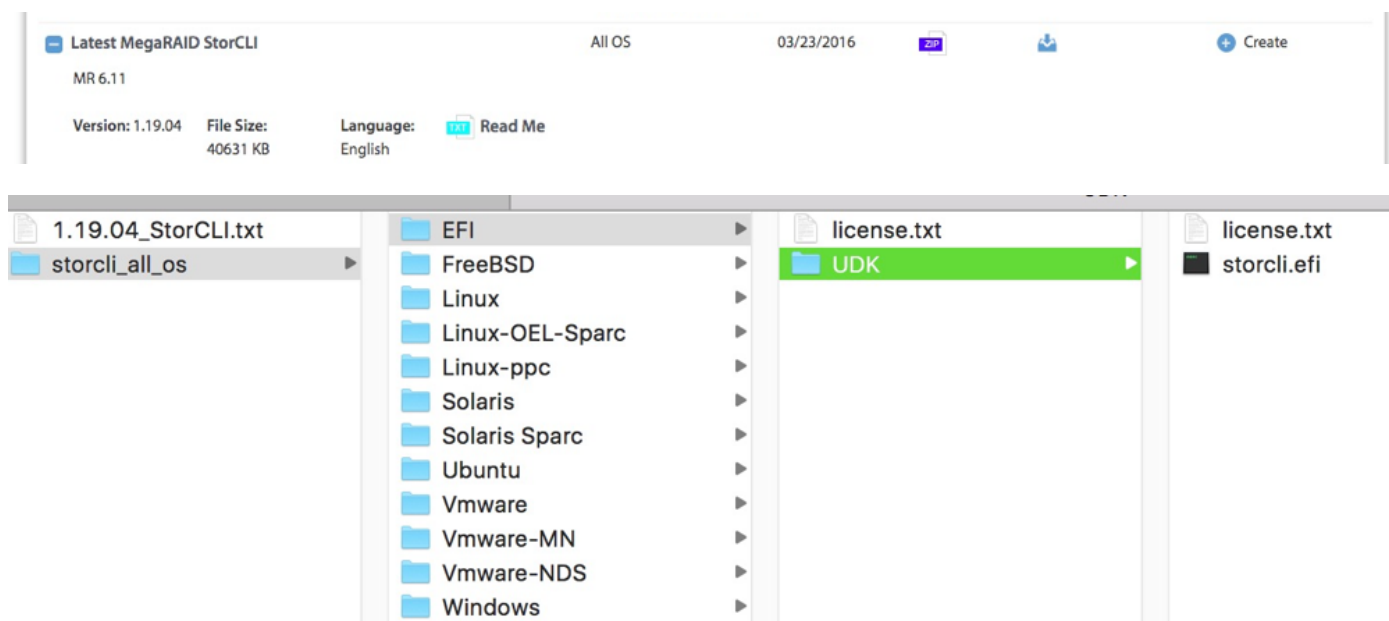 Latest MegaRAID StorCLI All OS 03/23/2016 ZIP Create
MR 6.11
Version: 1.19.04 File Size: Language: TXT Read Me
40631 KB English
1.19.04_StorCLI.txt EFI license.txt license.txt
storcli_all_os FreeBSD UDK storcli.efi
Linux
Linux-OEL-Sparc
Linux-ppc
Solaris
Solaris Sparc
Ubuntu
Vmware
Vmware-MN
Vmware-NDS
Windows